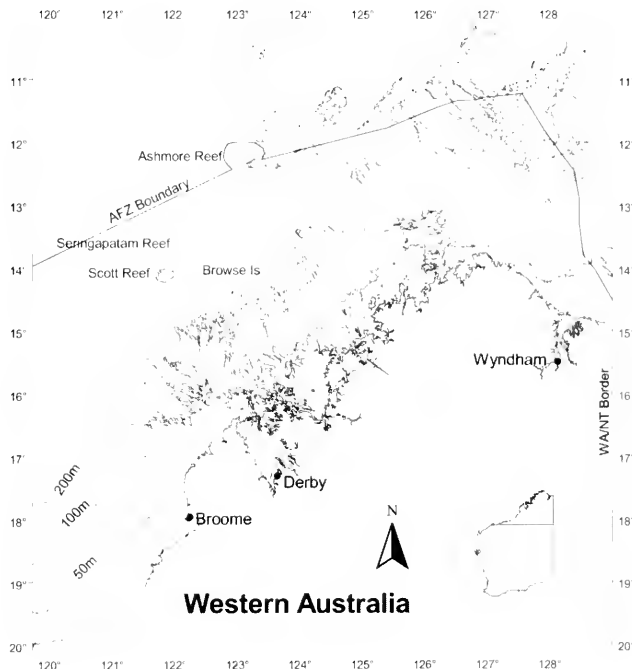 120° 121° 122° 123° 124° 125° 126° 127° 128
11° 11
12° 12
13° 13
14° 14
15° 15
16° 16
17° 17
18° 18
19° 19
20° 20
Ashmore Reef
AFZ Boundary
Seringapatam Reef
Scott Reef
Browse Is
Wyndham
WA/NT Border
200m
100m
50m
Derby
Broome
N
Western Australia
120° 121° 122° 123° 124° 125° 126° 127° 128